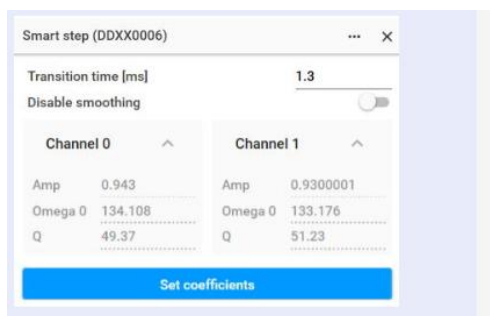 Smart step (DDXX0006)
Transition time [ms] 1.3
Disable smoothing
Channel 0
Amp 0.943
Omega 0 134.108
Q 49.37
Channel 1
Amp 0.9300001
Omega 0 133.176
Q 51.23
Set coefficients